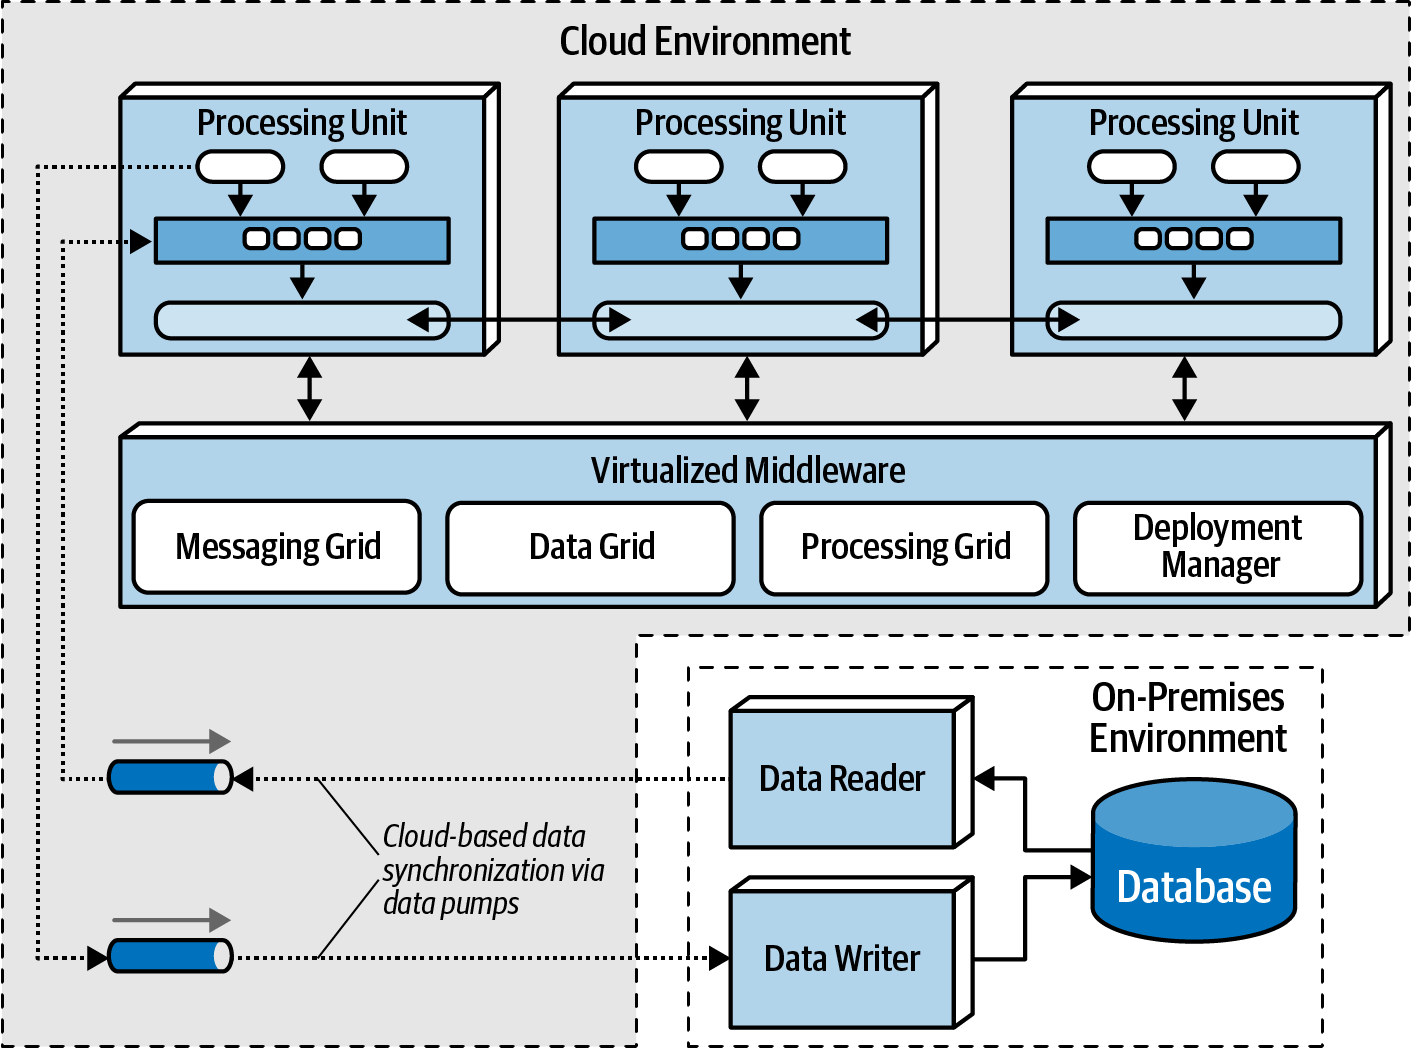 Cloud Environment
Processing Unit
Processing Unit
Processing Unit
Virtualized Middleware
Messaging Grid
Data Grid
Processing Grid
Deployment
Manager
On-Premises
Environment
Data Reader
Cloud-based data
synchronization via
data pumps
Database
Data Writer